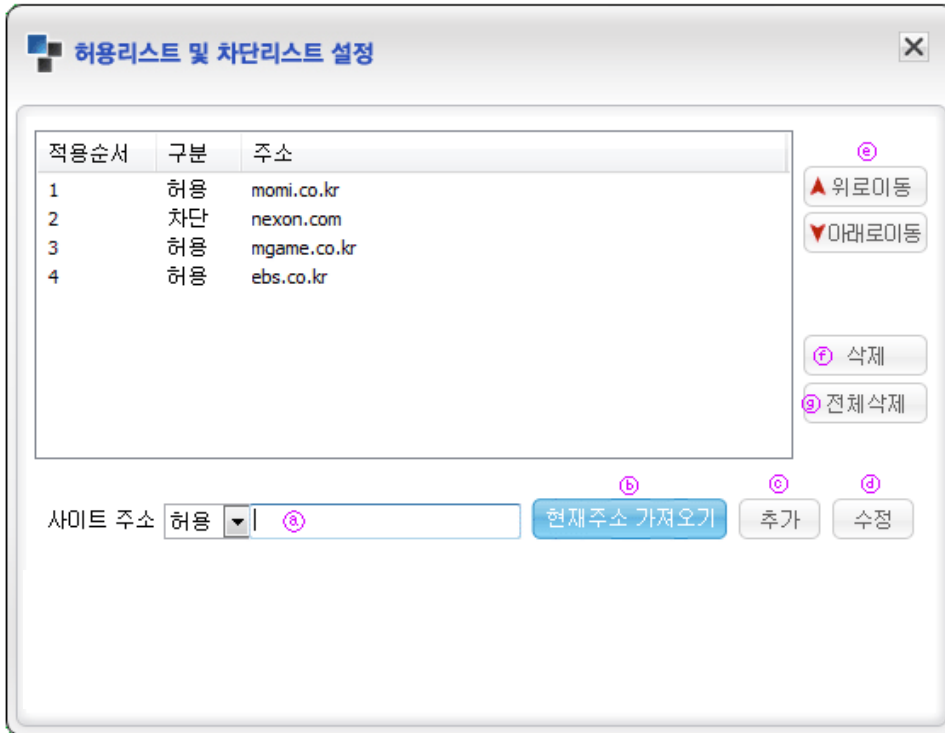 허용리스트 및 차단리스트 설정
적용순서 구분 주소
1 허용 momi.co.kr
2 차단 nexon.com
3 허용 mgame.co.kr
4 허용 ebs.co.kr
ⓔ
위로이동
아래로이동
ⓕ 삭제
ⓖ 전체삭제
ⓑ ⓒ ⓓ
사이트 주소 허용 ⓐ 현재주소 가져오기 추가 수정